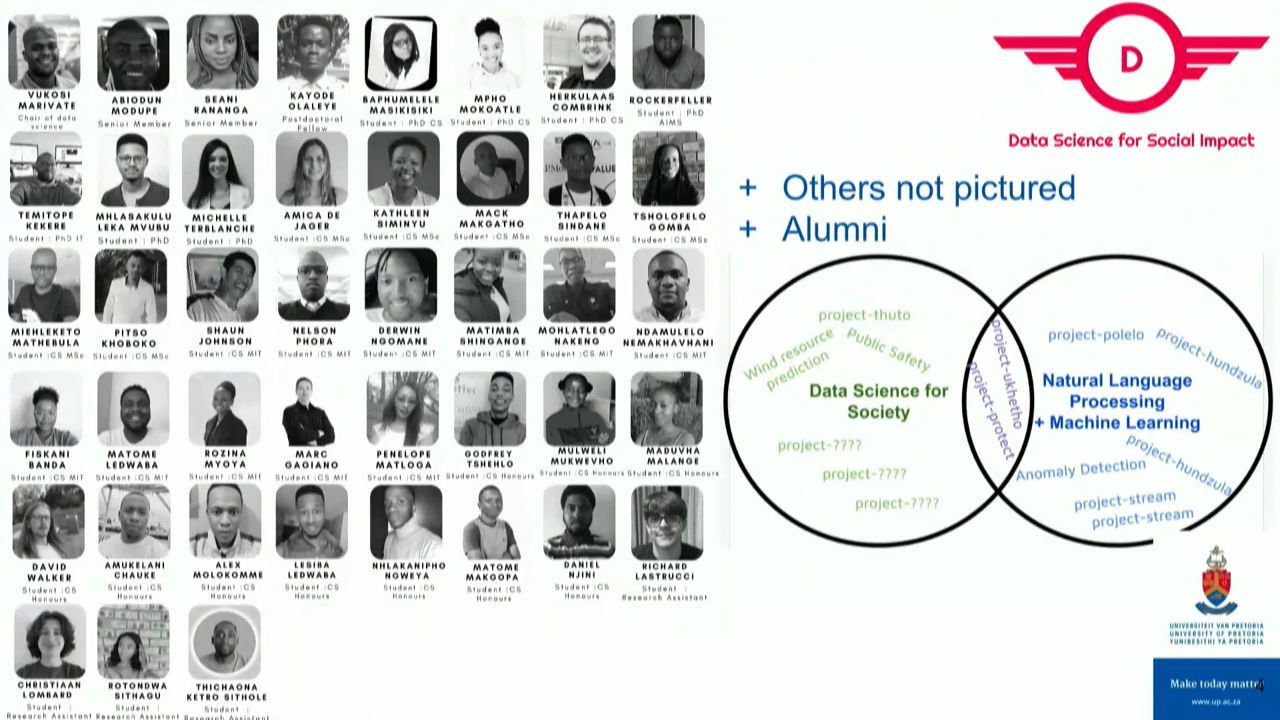 VUKOSI
MARIVATE
Chair of data
science
ABIODUN
MODUPE
Senior Member
SEANI
RANANGA
Senior Member
KAYODE
OLALEYE
Postdoctoral
Fellow
BAPHUMELELE
MASIKISIKI
Student : PhD CS
MPHO
MOKOATLE
Student : PhD CS
HERKULAAS
COMBRINK
Student : PhD CS
ROCKERFELLER
Student : PhD
AIMS
TEMITOPE
KEKERE
Student : PhD IT
MHLASAKULU
LEKA MVUBU
Student : PhD
MICHELLE
TERBLANCHE
Student : PhD
AMICA DE
JAGER
Student :CS MSc
KATHLEEN
SIMINYU
Student :CS MSc
MACK
MAKGATHO
Student :CS MSc
THAPELO
SINDANE
Student :CS MSc
TSHOLOFELO
GOMBA
Student :CS MSc
MIEHLEKETO
MATHEBULA
Student :CS MSc
PITSO
KHOBOKO
Student :CS MSc
SHAUN
JOHNSON
Student :CS MIT
NELSON
PHORA
Student :CS MIT
DERWIN
NGOMANE
Student :CS MIT
MATIMBA
SHINGANGE
Student :CS MIT
MOHLATLEGO
NAKENG
Student :CS MIT
NDAMULELO
NEMAKHAVHANI
Student :CS MIT
FISKANI
BANDA
Student :CS MIT
MATOME
LEDWABA
Student :CS MIT
ROZINA
MYOYA
Student :CS MIT
MARC
GAGIANO
Student :CS MIT
PENELOPE
MATLOGA
Student :CS MIT
GODFREY
TSHEHLO
Student :CS Honours
MULWELI
MUKWEVHO
Student :CS Honours
MADUVHA
MALANGE
Student :CS Honours
DAVID
WALKER
Student :CS
Honours
AMUKELANI
CHAUKE
Student :CS
Honours
ALEX
MOLOKOMME
Student :CS
Honours
LESIBA
LEDWABA
Student :CS
Honours
NHLAKANIPHO
NGWEYA
Student :CS
Honours
MATOME
MAKGOPA
Student :CS
Honours
DANIEL
NJINI
Student :CS
Honours
RICHARD
LASTRUCCI
Student :
Research Assistant
CHRISTIAAN
LOMBARD
Student :
Research Assistant
ROTONDWA
SITHAGU
Student :
Research Assistant
THICHAONA
KETRO SITHOLE
Student :
Research Assistant
D
Data Science for Social Impact
+ Others not pictured
+ Alumni
project-thuto
Wind resource
prediction
Public Safety
Data Science for
Society
project-????
project-????
project-????
project-ukhetho
project-protect
project-polelo
project-hundzula
Natural Language
Processing
+ Machine Learning
project-hundzula
Anomaly Detection
project-stream
project-stream
UNIVERSITEIT VAN PRETORIA
UNIVERSITY OF PRETORIA
YUNIBESITHI YA PRETORIA
Make today matter
www.up.ac.za
4